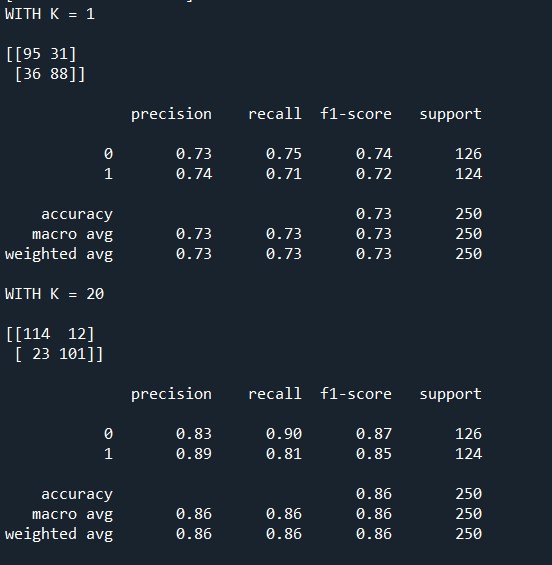 WITH K = 1
[[95 31]
[36 88]]
precision recall f1-score support
0 0.73 0.75 0.74 126
1 0.74 0.71 0.72 124
accuracy 0.73 250
macro avg 0.73 0.73 0.73 250
weighted avg 0.73 0.73 0.73 250
WITH K = 20
[[114 12]
[ 23 101]]
precision recall f1-score support
0 0.83 0.90 0.87 126
1 0.89 0.81 0.85 124
accuracy 0.86 250
macro avg 0.86 0.86 0.86 250
weighted avg 0.86 0.86 0.86 250